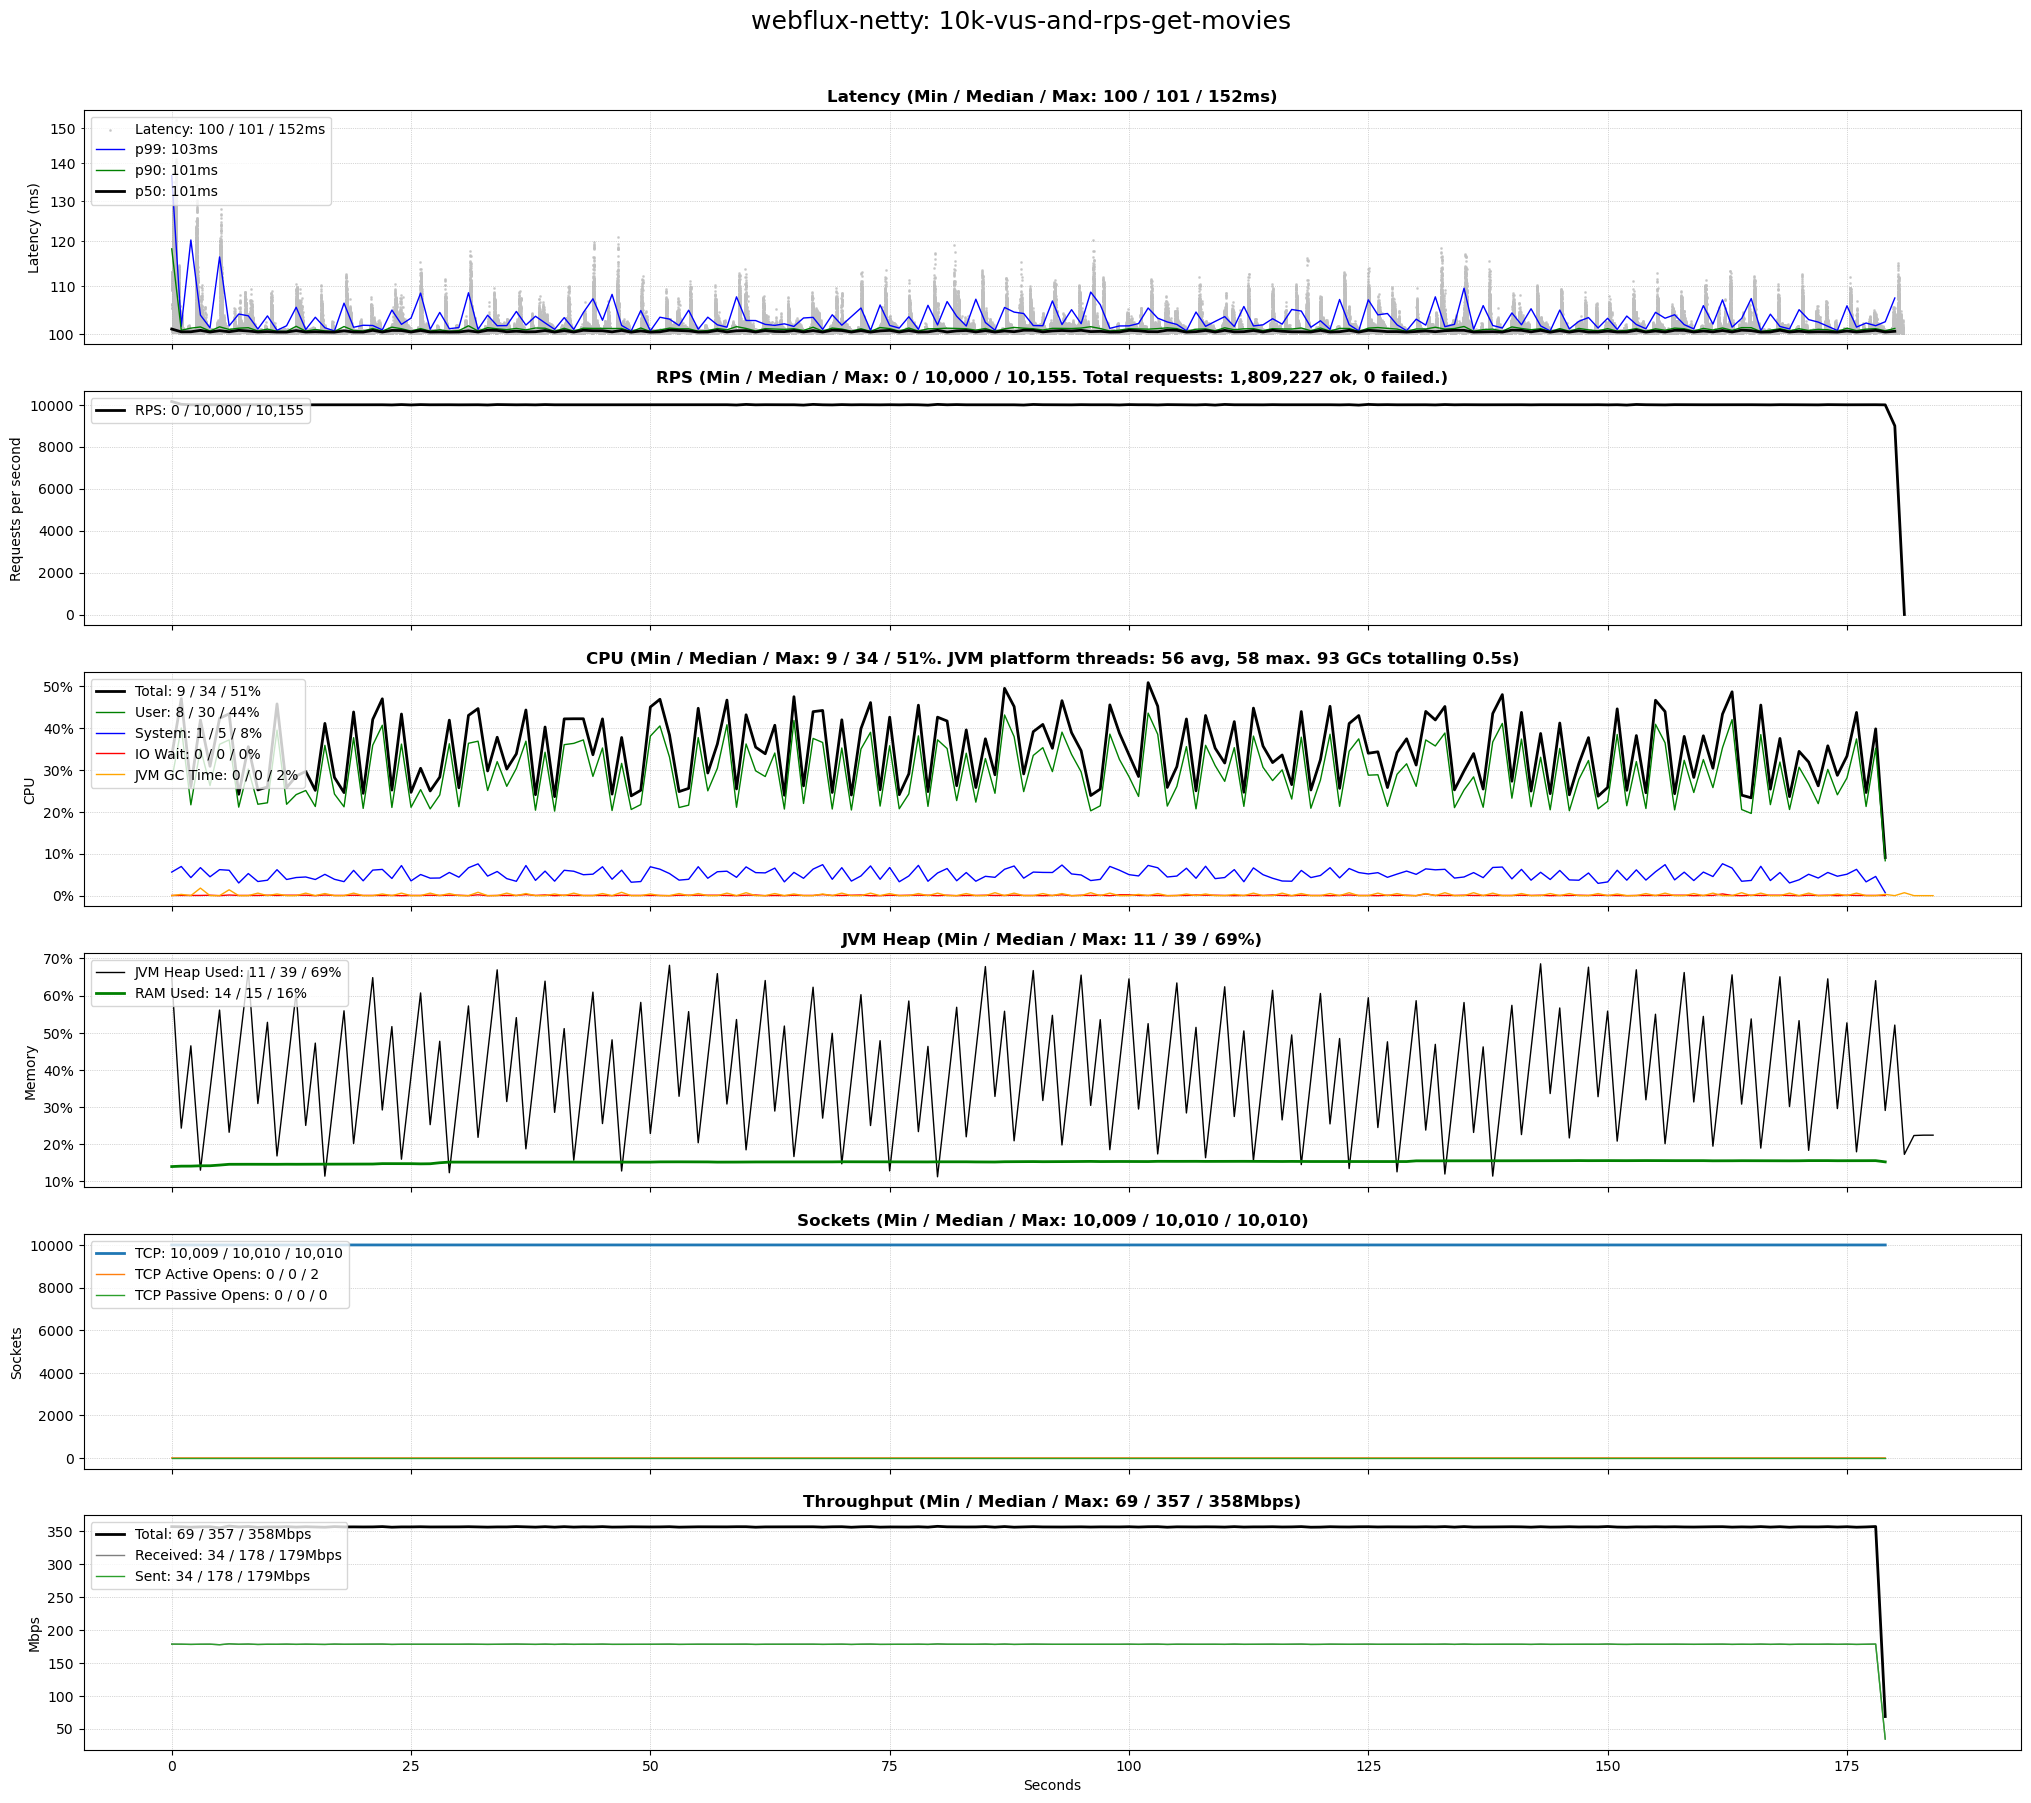 webflux-netty: 10k-vus-and-rps-get-movies
Latency (Min / Median / Max: 100 / 101 / 152ms)
Latency (ms)
150
140
130
120
110
100
Latency: 100 / 101 / 152ms
p99: 103ms
p90: 101ms
p50: 101ms
RPS (Min / Median / Max: 0 / 10,000 / 10,155. Total requests: 1,809,227 ok, 0 failed.)
Requests per second
10000
8000
6000
4000
2000
0
RPS: 0 / 10,000 / 10,155
CPU (Min / Median / Max: 9 / 34 / 51%. JVM platform threads: 56 avg, 58 max. 93 GCs totalling 0.5s)
CPU
50%
40%
30%
20%
10%
0%
Total: 9 / 34 / 51%
User: 8 / 30 / 44%
System: 1 / 5 / 8%
IO Wait: 0 / 0 / 0%
JVM GC Time: 0 / 0 / 2%
JVM Heap (Min / Median / Max: 11 / 39 / 69%)
Memory
70%
60%
50%
40%
30%
20%
10%
JVM Heap Used: 11 / 39 / 69%
RAM Used: 14 / 15 / 16%
Sockets (Min / Median / Max: 10,009 / 10,010 / 10,010)
Sockets
10000
8000
6000
4000
2000
0
TCP: 10,009 / 10,010 / 10,010
TCP Active Opens: 0 / 0 / 2
TCP Passive Opens: 0 / 0 / 0
Throughput (Min / Median / Max: 69 / 357 / 358Mbps)
Mbps
350
300
250
200
150
100
50
Total: 69 / 357 / 358Mbps
Received: 34 / 178 / 179Mbps
Sent: 34 / 178 / 179Mbps
0 25 50 75 100 125 150 175
Seconds